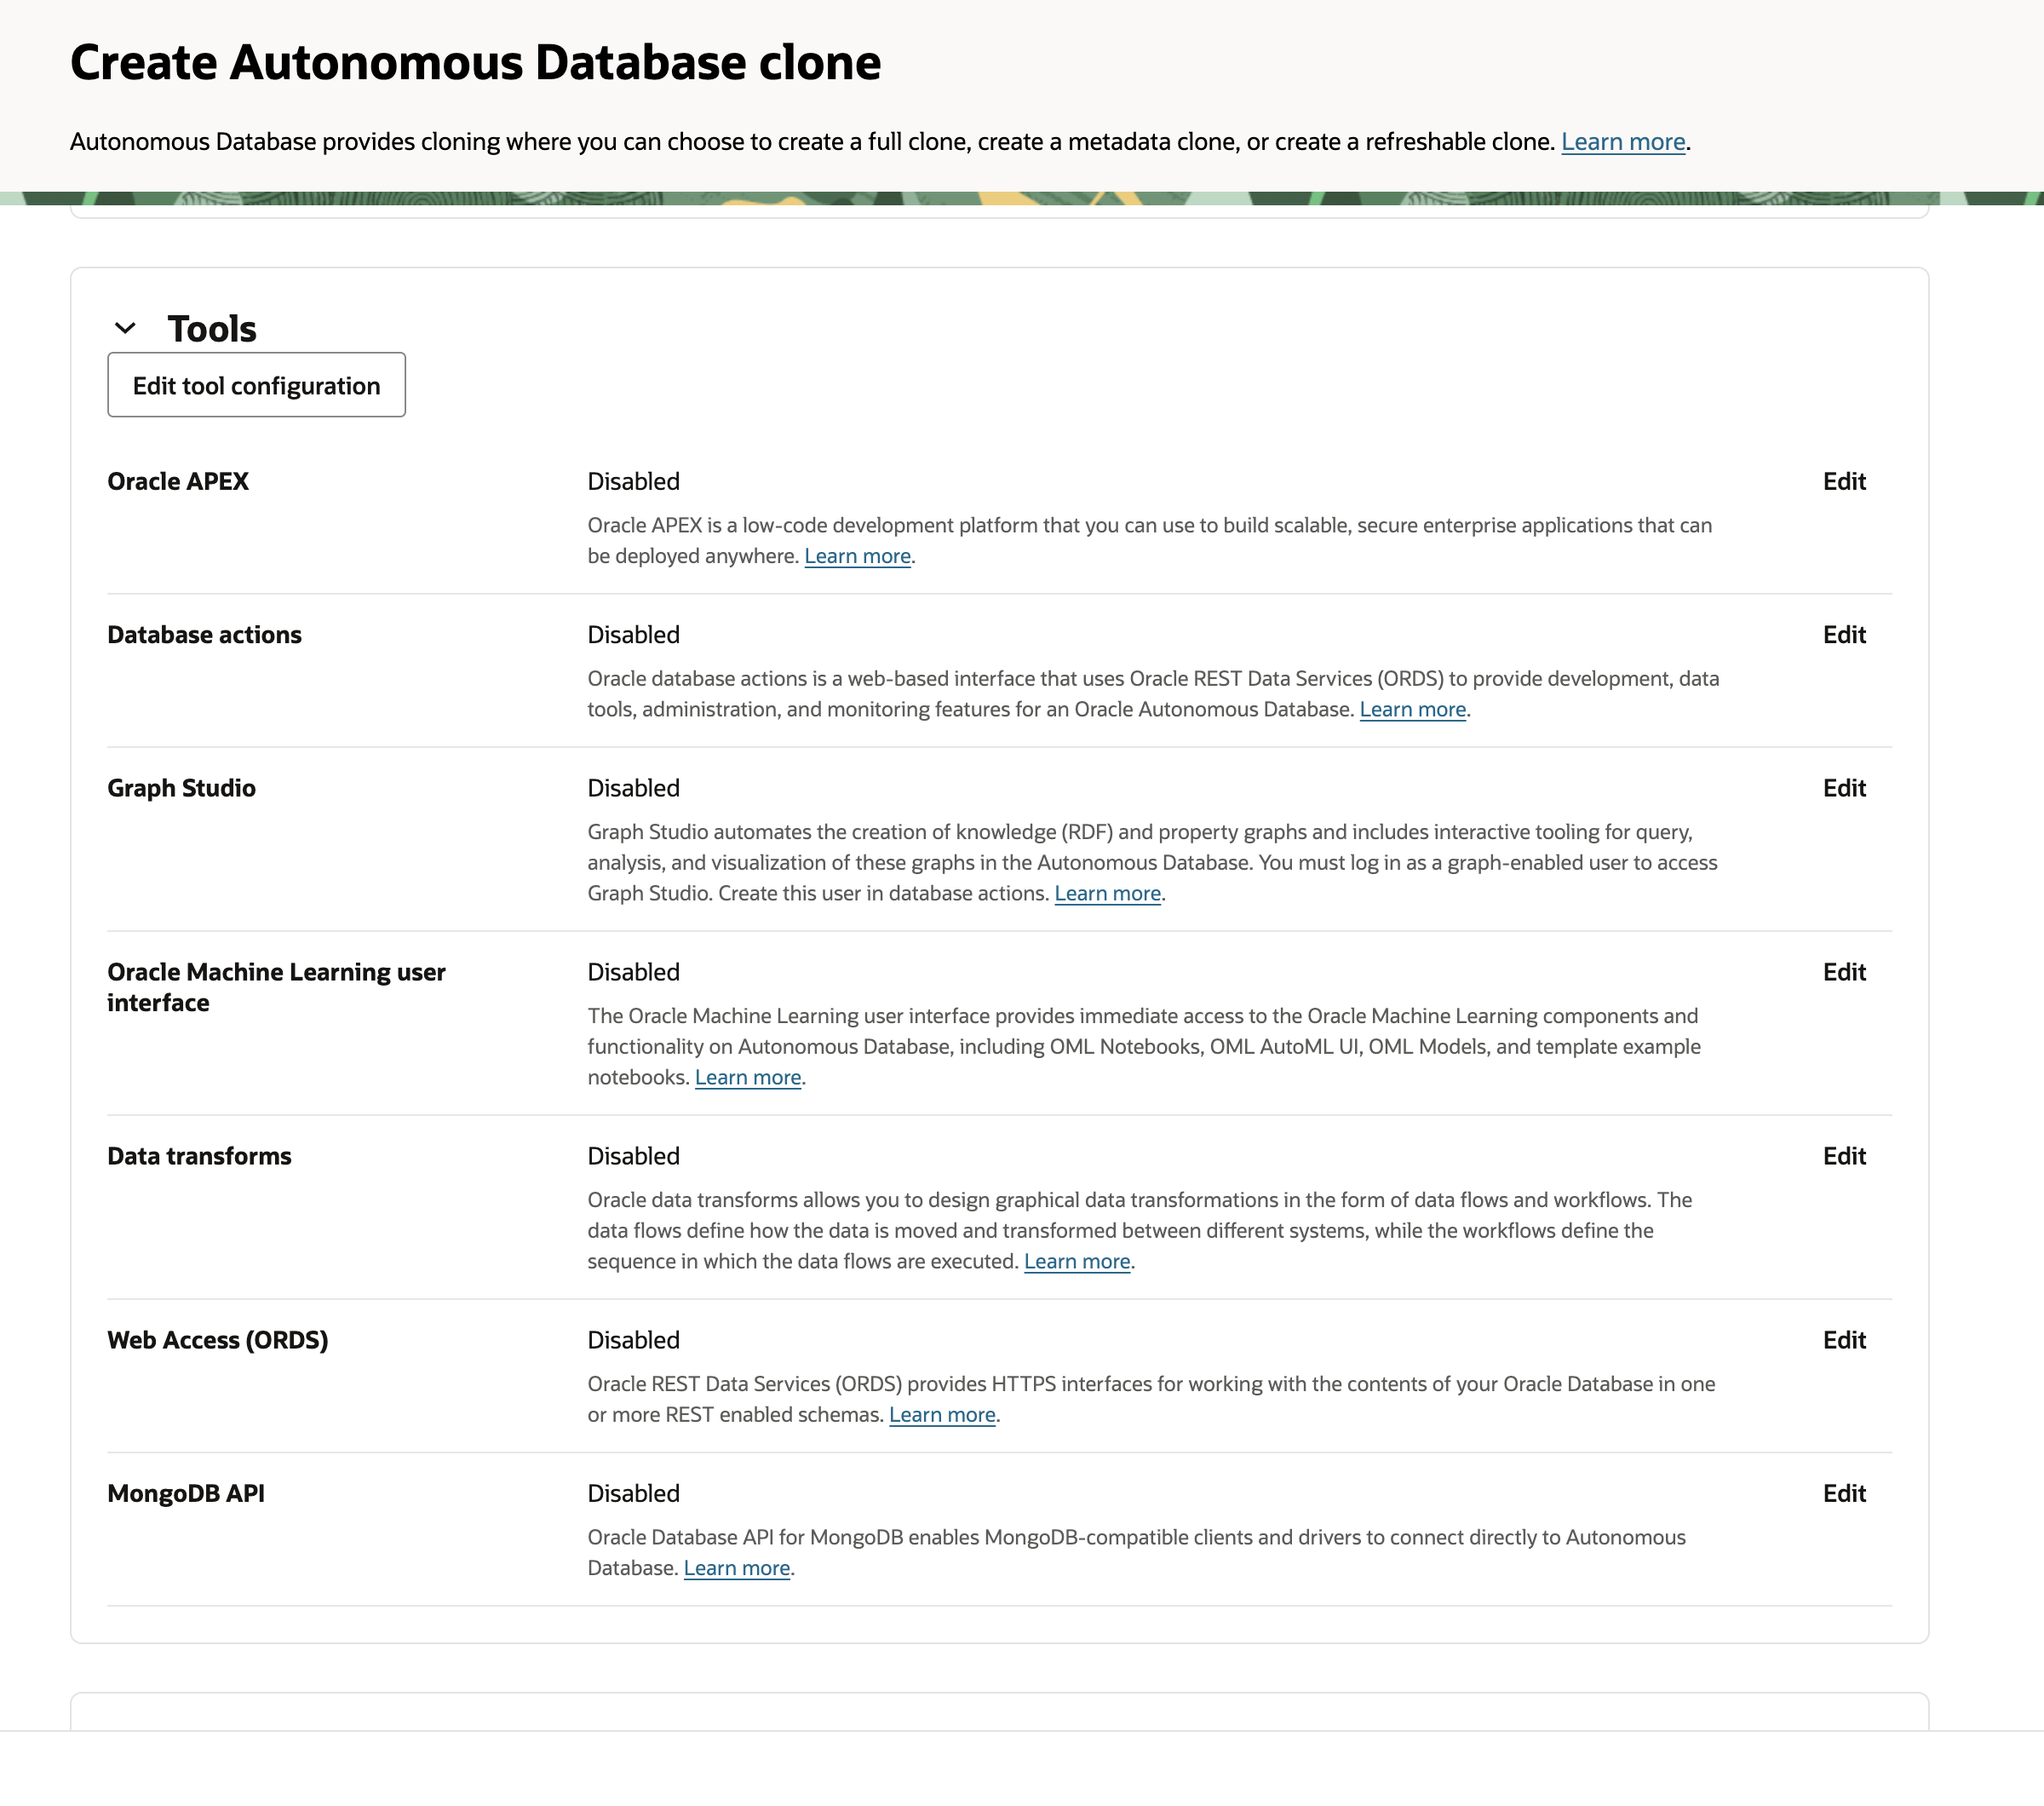 Create Autonomous Database clone
Autonomous Database provides cloning where you can choose to create a full clone, create a metadata clone, or create a refreshable clone. Learn more.
Tools
Edit tool configuration
Oracle APEX
Disabled
Edit
Oracle APEX is a low-code development platform that you can use to build scalable, secure enterprise applications that can
be deployed anywhere. Learn more.
Database actions
Disabled
Edit
Oracle database actions is a web-based interface that uses Oracle REST Data Services (ORDS) to provide development, data
tools, administration, and monitoring features for an Oracle Autonomous Database. Learn more.
Graph Studio
Disabled
Edit
Graph Studio automates the creation of knowledge (RDF) and property graphs and includes interactive tooling for query,
analysis, and visualization of these graphs in the Autonomous Database. You must log in as a graph-enabled user to access
Graph Studio. Create this user in database actions. Learn more.
Oracle Machine Learning user
interface
Disabled
Edit
The Oracle Machine Learning user interface provides immediate access to the Oracle Machine Learning components and
functionality on Autonomous Database, including OML Notebooks, OML AutoML UI, OML Models, and template example
notebooks. Learn more.
Data transforms
Disabled
Edit
Oracle data transforms allows you to design graphical data transformations in the form of data flows and workflows. The
data flows define how the data is moved and transformed between different systems, while the workflows define the
sequence in which the data flows are executed. Learn more.
Web Access (ORDS)
Disabled
Edit
Oracle REST Data Services (ORDS) provides HTTPS interfaces for working with the contents of your Oracle Database in one
or more REST enabled schemas. Learn more.
MongoDB API
Disabled
Edit
Oracle Database API for MongoDB enables MongoDB-compatible clients and drivers to connect directly to Autonomous
Database. Learn more.